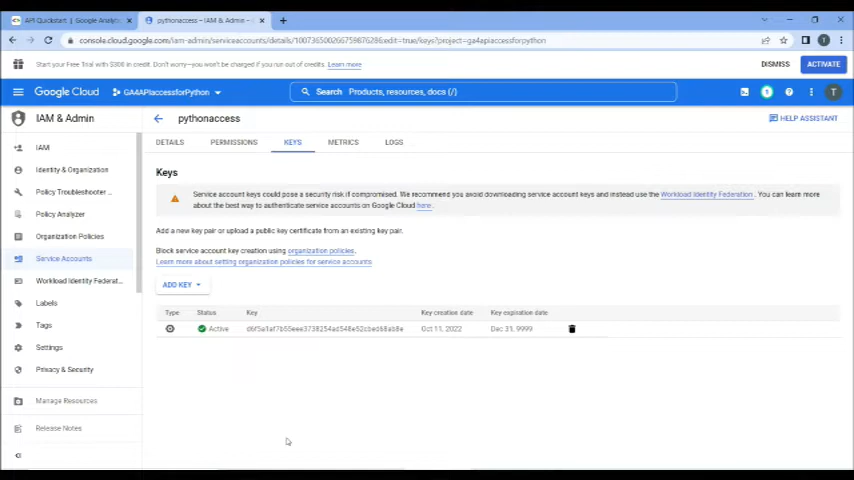 API Quickstart | Google Analytic
pythonaccess – IAM & Admin –
console.cloud.google.com/iam-admin/serviceaccounts/details/100736500266759876286;edit=true/keys?project=ga4apiaccessforpython
Start your Free Trial with $300 in credit. Don't worry—you won't be charged if you run out of credits. Learn more
DISMISS
ACTIVATE
Google Cloud
GA4APIaccessforPython
Search Products, resources, docs (/)
1
T
IAM & Admin
pythonaccess
HELP ASSISTANT
DETAILS
PERMISSIONS
KEYS
METRICS
LOGS
IAM
Identity & Organization
Policy Troubleshooter ...
Policy Analyzer
Organization Policies
Service Accounts
Workload Identity Federat...
Labels
Tags
Settings
Privacy & Security
Manage Resources
Release Notes
Keys
Service account keys could pose a security risk if compromised. We recommend you avoid downloading service account keys and instead use the Workload Identity Federation . You can learn more
about the best way to authenticate service accounts on Google Cloud here.
Add a new key pair or upload a public key certificate from an existing key pair.
Block service account key creation using organization policies.
Learn more about setting organization policies for service accounts
ADD KEY
Type Status Key Key creation date Key expiration date
Active Oct 11, 2022 Dec 31, 9999